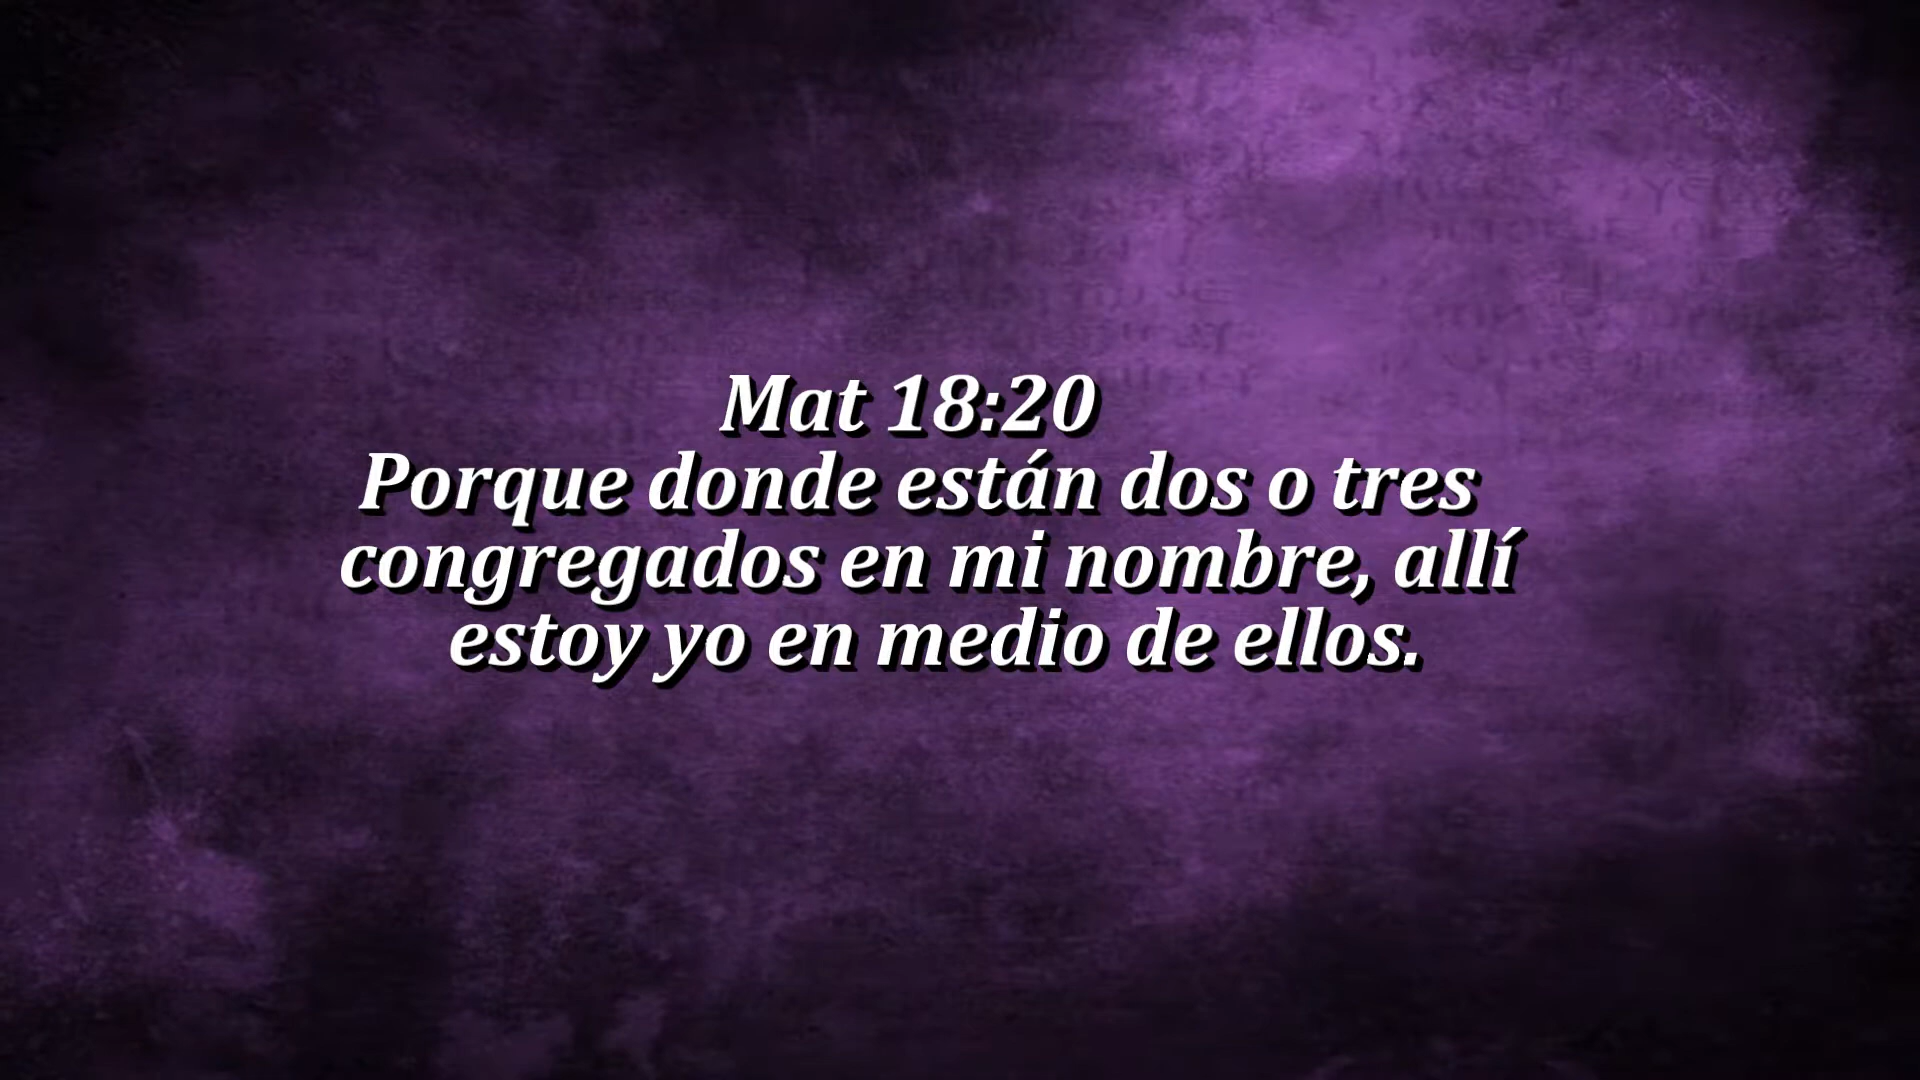 Mat 18:20
Porque donde están dos o tres
congregados en mi nombre, allí
estoy yo en medio de ellos.